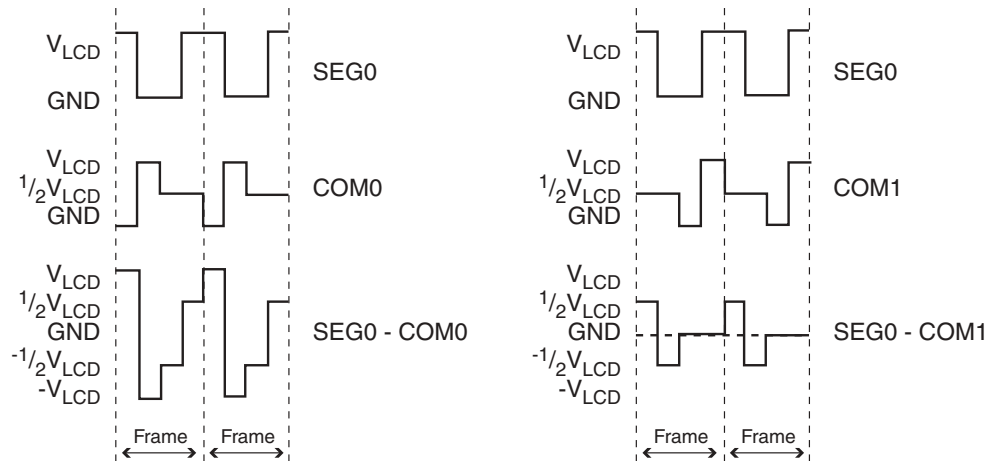 V_LCD
SEG0
GND
V_LCD
1/2V_LCD
COM0
GND
V_LCD
1/2V_LCD
GND
SEG0 - COM0
-1/2V_LCD
-V_LCD
Frame Frame
V_LCD
SEG0
GND
V_LCD
1/2V_LCD
COM1
GND
V_LCD
1/2V_LCD
GND
SEG0 - COM1
-1/2V_LCD
-V_LCD
Frame Frame